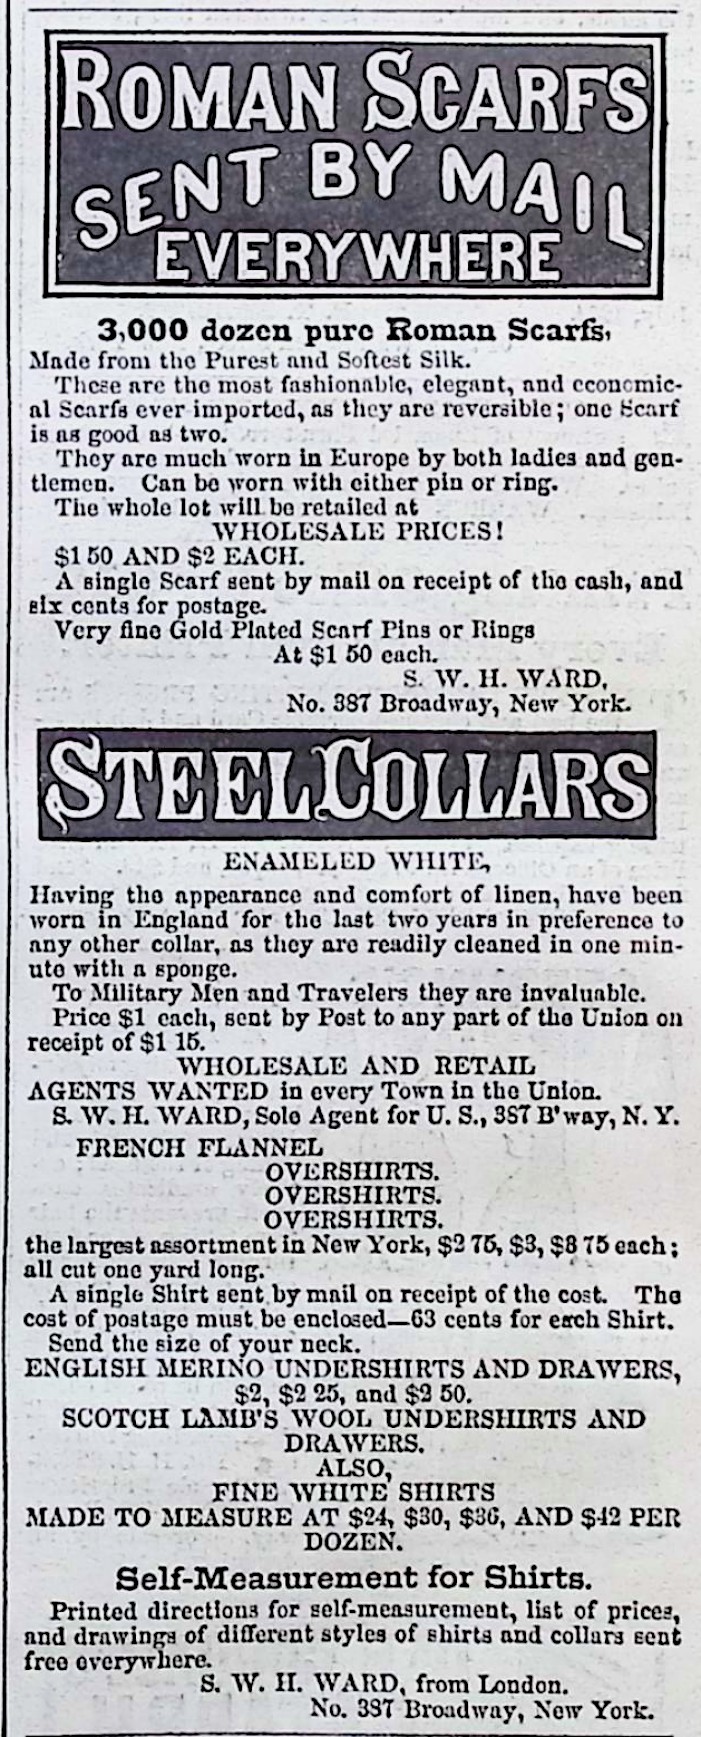 ROMAN SCARFS
SENT BY MAIL
EVERYWHERE
3,000 dozen pure Roman Scarfs,
Made from the Purest and Softest Silk.
These are the most fashionable, elegant, and economic-
al Scarfs ever imported, as they are reversible; one Scarf
is as good as two.
They are much worn in Europe by both ladies and gen-
tlemen. Can be worn with either pin or ring.
The whole lot will be retailed at
WHOLESALE PRICES!
$1 50 AND $2 EACH.
A single Scarf sent by mail on receipt of the cash, and
six cents for postage.
Very fine Gold Plated Scarf Pins or Rings
At $1 50 each.
S. W. H. WARD,
No. 387 Broadway, New York.
STEEL COLLARS
ENAMELED WHITE,
Having the appearance and comfort of linen, have been
worn in England for the last two years in preference to
any other collar, as they are readily cleaned in one min-
ute with a sponge.
To Military Men and Travelers they are invaluable.
Price $1 each, sent by Post to any part of the Union on
receipt of $1 15.
WHOLESALE AND RETAIL
AGENTS WANTED in every Town in the Union.
S. W. H. WARD, Sole Agent for U. S., 387 B'way, N. Y.
FRENCH FLANNEL
OVERSHIRTS.
OVERSHIRTS.
OVERSHIRTS.
the largest assortment in New York, $2 75, $3, $3 75 each;
all cut one yard long.
A single Shirt sent by mail on receipt of the cost. The
cost of postage must be enclosed—63 cents for each Shirt.
Send the size of your neck.
ENGLISH MERINO UNDERSHIRTS AND DRAWERS,
$2, $2 25, and $2 50.
SCOTCH LAMB'S WOOL UNDERSHIRTS AND
DRAWERS.
ALSO,
FINE WHITE SHIRTS
MADE TO MEASURE AT $24, $30, $36, AND $42 PER
DOZEN.
Self-Measurement for Shirts.
Printed directions for self-measurement, list of prices,
and drawings of different styles of shirts and collars sent
free everywhere.
S. W. H. WARD, from London.
No. 387 Broadway, New York.